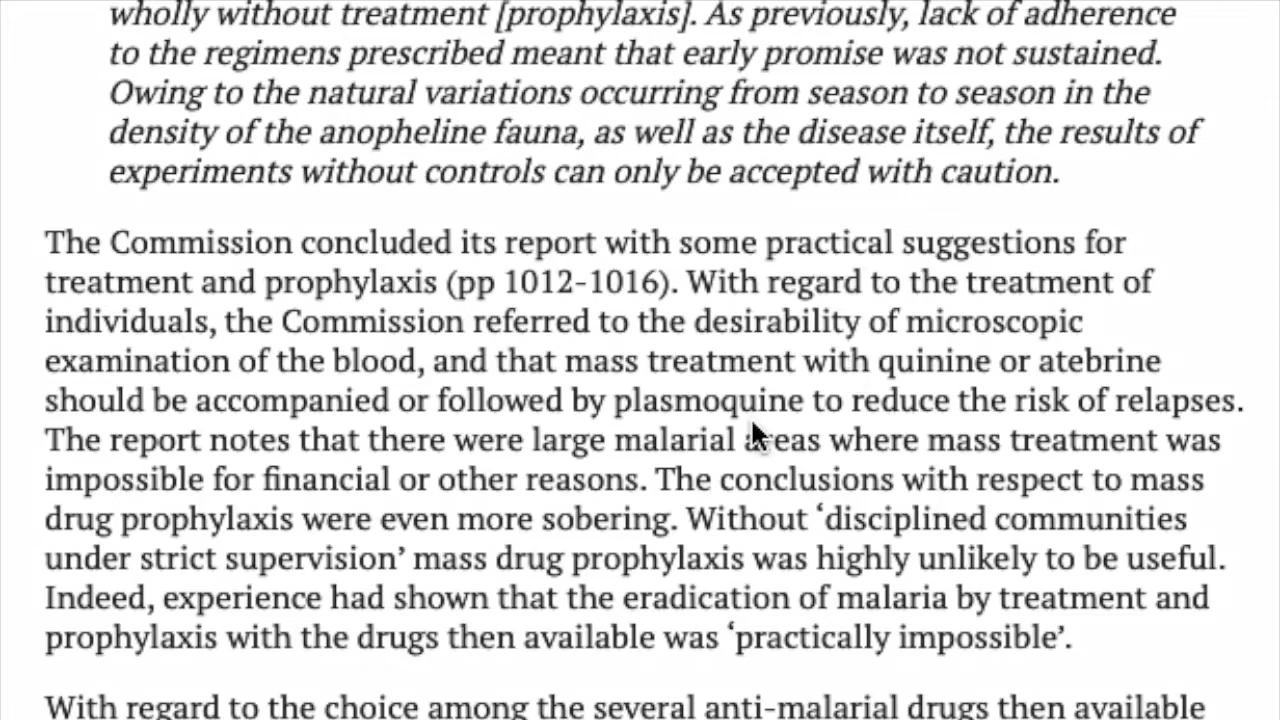 wholly without treatment [prophylaxis]. As previously, lack of adherence
to the regimens prescribed meant that early promise was not sustained.
Owing to the natural variations occurring from season to season in the
density of the anopheline fauna, as well as the disease itself, the results of
experiments without controls can only be accepted with caution.
The Commission concluded its report with some practical suggestions for
treatment and prophylaxis (pp 1012-1016). With regard to the treatment of
individuals, the Commission referred to the desirability of microscopic
examination of the blood, and that mass treatment with quinine or atebrine
should be accompanied or followed by plasmoquine to reduce the risk of relapses.
The report notes that there were large malarial areas where mass treatment was
impossible for financial or other reasons. The conclusions with respect to mass
drug prophylaxis were even more sobering. Without ‘disciplined communities
under strict supervision’ mass drug prophylaxis was highly unlikely to be useful.
Indeed, experience had shown that the eradication of malaria by treatment and
prophylaxis with the drugs then available was ‘practically impossible’.
With regard to the choice among the several anti-malarial drugs then available